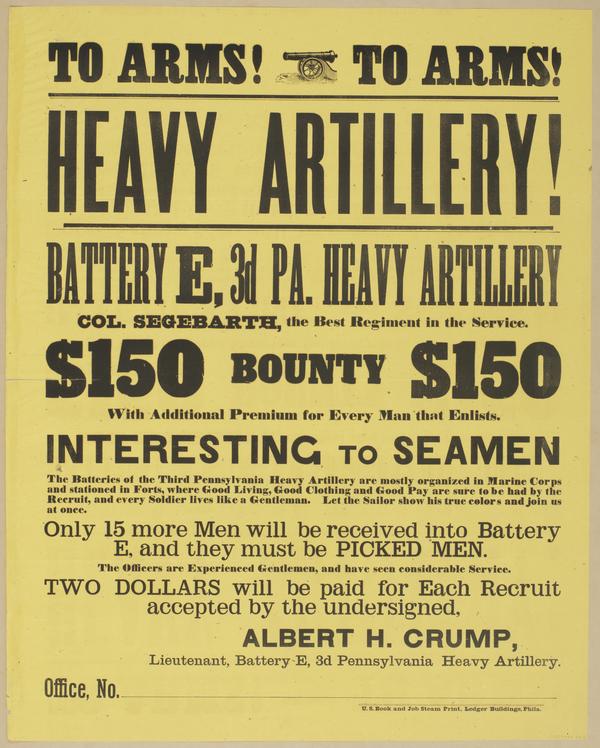 TO ARMS! TO ARMS!
HEAVY ARTILLERY!
BATTERY E, 3d PA. HEAVY ARTILLERY
COL. SEGEBARTH, the Best Regiment in the Service.
$150 BOUNTY $150
With Additional Premium for Every Man that Enlists.
INTERESTING TO SEAMEN
The Batteries of the Third Pennsylvania Heavy Artillery are mostly organized in Marine Corps
and stationed in Forts, where Good Living, Good Clothing and Good Pay are sure to be had by the
Recruit, and every Soldier lives like a Gentleman. Let the Sailor show his true colors and join us
at once.
Only 15 more Men will be received into Battery
E, and they must be PICKED MEN.
The Officers are Experienced Gentlemen, and have seen considerable Service.
TWO DOLLARS will be paid for Each Recruit
accepted by the undersigned,
ALBERT H. CRUMP,
Lieutenant, Battery E, 3d Pennsylvania Heavy Artillery.
Office, No.
U. S. Book and Job Steam Print, Ledger Buildings, Phila.